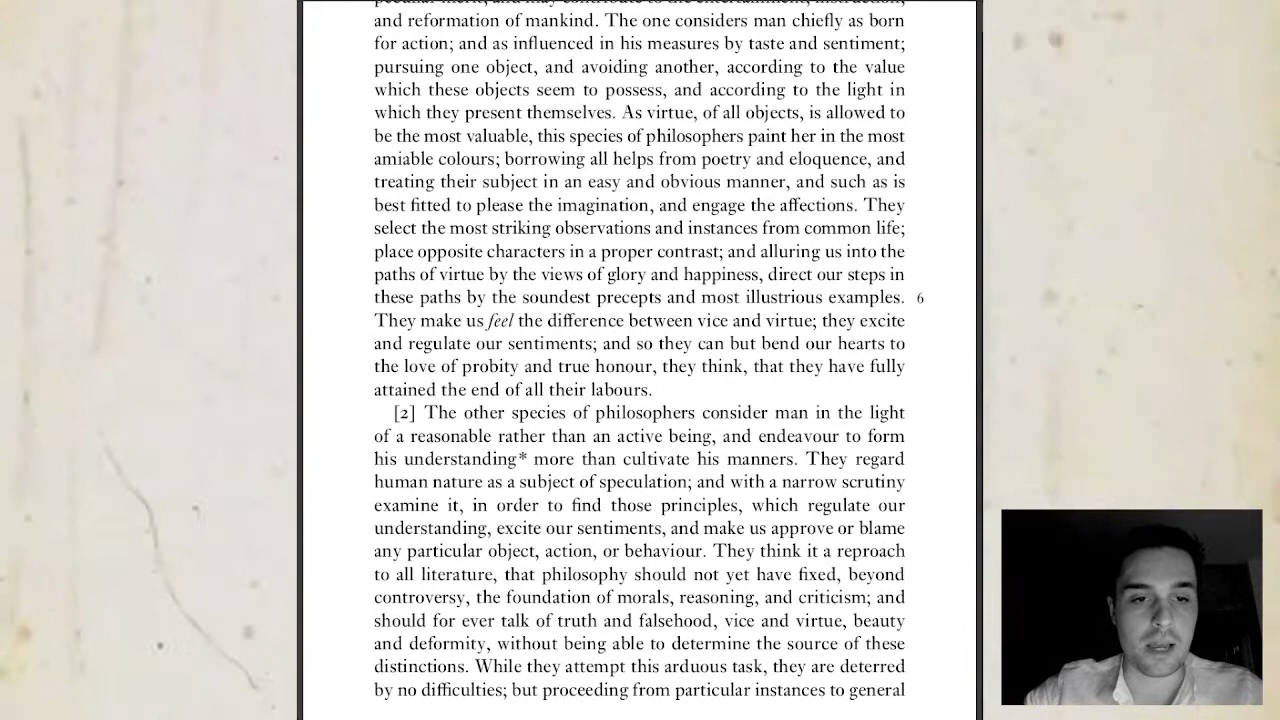 peculiar merit, and may contribute to the entertainment, instruction,
and reformation of mankind. The one considers man chiefly as born
for action; and as influenced in his measures by taste and sentiment;
pursuing one object, and avoiding another, according to the value
which these objects seem to possess, and according to the light in
which they present themselves. As virtue, of all objects, is allowed to
be the most valuable, this species of philosophers paint her in the most
amiable colours; borrowing all helps from poetry and eloquence, and
treating their subject in an easy and obvious manner, and such as is
best fitted to please the imagination, and engage the affections. They
select the most striking observations and instances from common life;
place opposite characters in a proper contrast; and alluring us into the
paths of virtue by the views of glory and happiness, direct our steps in
these paths by the soundest precepts and most illustrious examples. 6
They make us feel the difference between vice and virtue; they excite
and regulate our sentiments; and so they can but bend our hearts to
the love of probity and true honour, they think, that they have fully
attained the end of all their labours.
[2] The other species of philosophers consider man in the light
of a reasonable rather than an active being, and endeavour to form
his understanding* more than cultivate his manners. They regard
human nature as a subject of speculation; and with a narrow scrutiny
examine it, in order to find those principles, which regulate our
understanding, excite our sentiments, and make us approve or blame
any particular object, action, or behaviour. They think it a reproach
to all literature, that philosophy should not yet have fixed, beyond
controversy, the foundation of morals, reasoning, and criticism; and
should for ever talk of truth and falsehood, vice and virtue, beauty
and deformity, without being able to determine the source of these
distinctions. While they attempt this arduous task, they are deterred
by no difficulties; but proceeding from particular instances to general